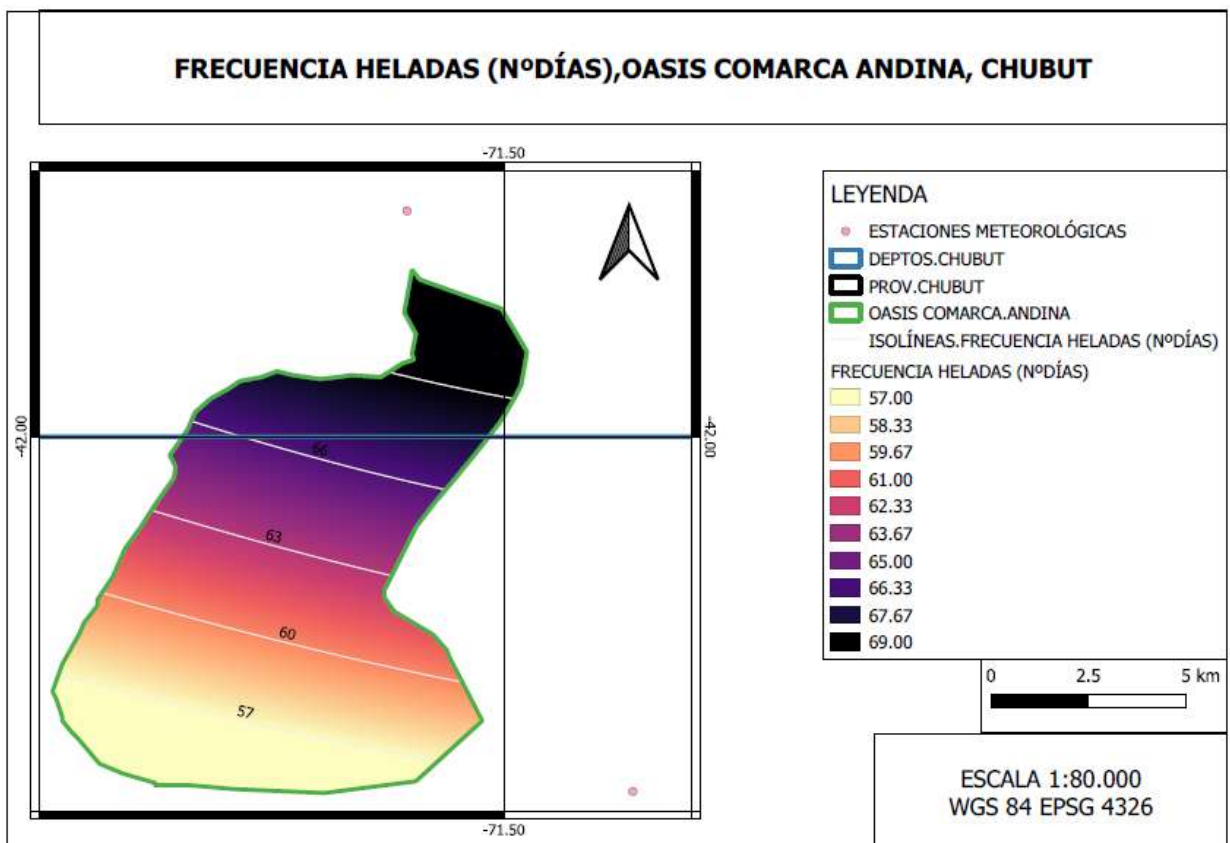 FRECUENCIA HELADAS (NºDÍAS),OASIS COMARCA ANDINA, CHUBUT
-71.50
-42.00
-42.00
66
63
60
57
-71.50
LEYENDA
ESTACIONES METEOROLÓGICAS
DEPTOS.CHUBUT
PROV.CHUBUT
OASIS COMARCA.ANDINA
ISOLÍNEAS.FRECUENCIA HELADAS (NºDÍAS)
FRECUENCIA HELADAS (NºDÍAS)
57.00
58.33
59.67
61.00
62.33
63.67
65.00
66.33
67.67
69.00
0 2.5 5 km
ESCALA 1:80.000
WGS 84 EPSG 4326